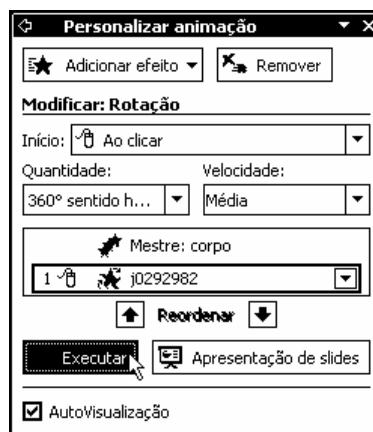 Personalizar animação
Adicionar efeito Remover
Modificar: Rotação
Início: Ao clicar
Quantidade: Velocidade:
360° sentido h... Média
Mestre: corpo
1 j0292982
Reordenar
Executar Apresentação de slides
AutoVisualização